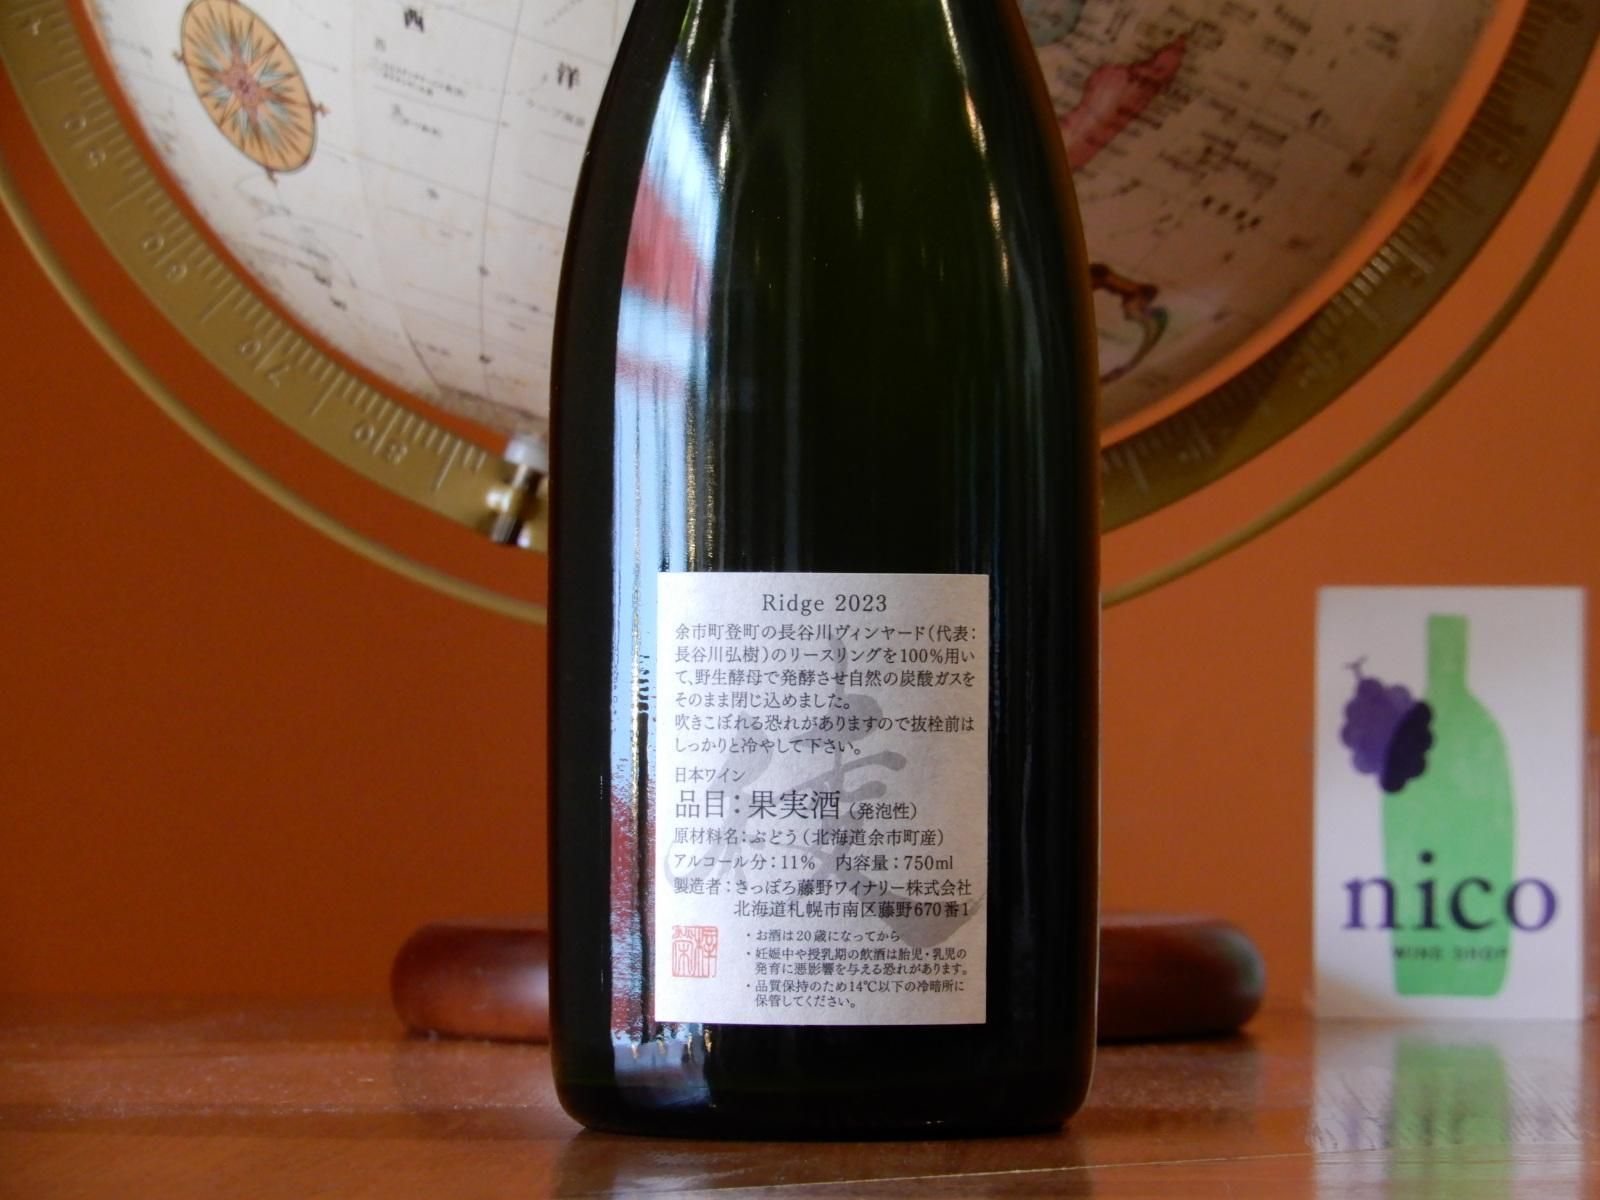 西
洋
Ridge 2023
余市町登町の長谷川ヴィンヤード(代表:
長谷川弘樹)のリースリングを100%用い
て、野生酵母で発酵させ自然の炭酸ガスを
そのまま閉じ込めました。
吹きこぼれる恐れがありますので抜栓前は
しっかりと冷やして下さい。
日本ワイン
品目:果実酒(発泡性)
原材料名:ぶどう(北海道余市町産)
アルコール分:11% 内容量:750ml
製造者:さっぽろ藤野ワイナリー株式会社
北海道札幌市南区藤野670番1
・お酒は20歳になってから
・妊娠中や授乳期の飲酒は胎児・乳児の
発育に悪影響を与える恐れがあります。
・品質保持のため14℃以下の冷暗所に
保管してください。
nico
WINE SHOP